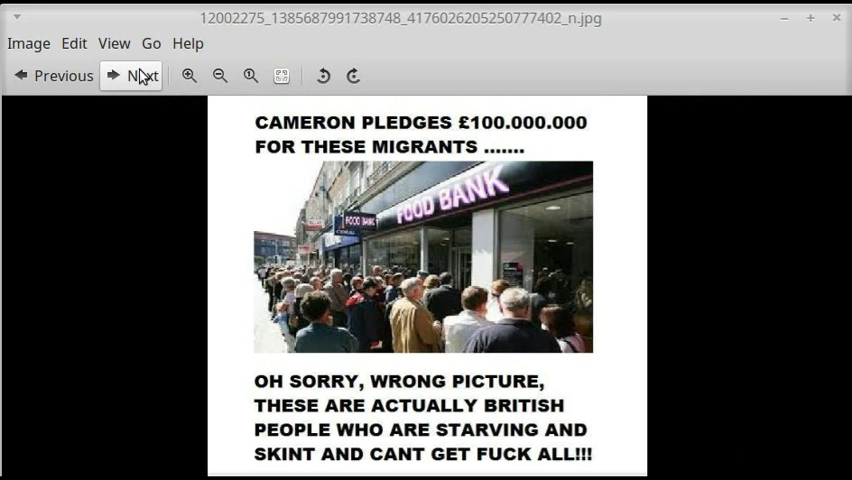 12002275_1385687991738748_4176026205250777402_n.jpg
Image Edit View Go Help
Previous Next
CAMERON PLEDGES £100.000.000
FOR THESE MIGRANTS .......
FOOD BANK
FOOD BANK
OH SORRY, WRONG PICTURE,
THESE ARE ACTUALLY BRITISH
PEOPLE WHO ARE STARVING AND
SKINT AND CANT GET FUCK ALL!!!